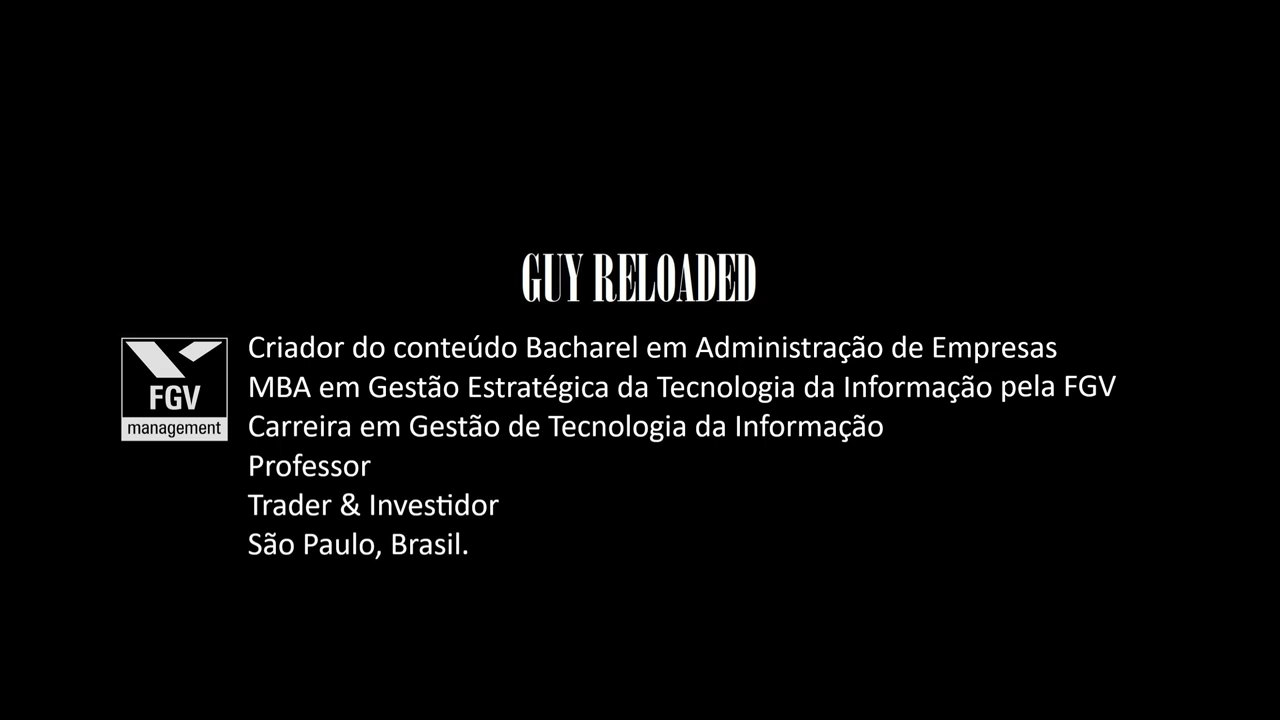 GUY RELOADED
Criador do conteúdo Bacharel em Administração de Empresas
MBA em Gestão Estratégica da Tecnologia da Informação pela FGV
Carreira em Gestão de Tecnologia da Informação
Professor
Trader & Investidor
São Paulo, Brasil.
FGV
management